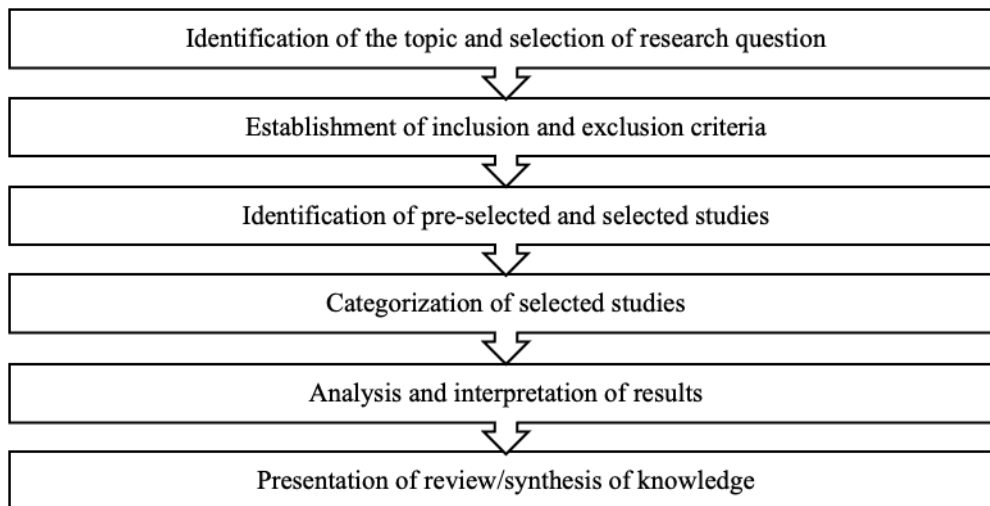 Identification of the topic and selection of research question
Establishment of inclusion and exclusion criteria
Identification of pre-selected and selected studies
Categorization of selected studies
Analysis and interpretation of results
Presentation of review/synthesis of knowledge